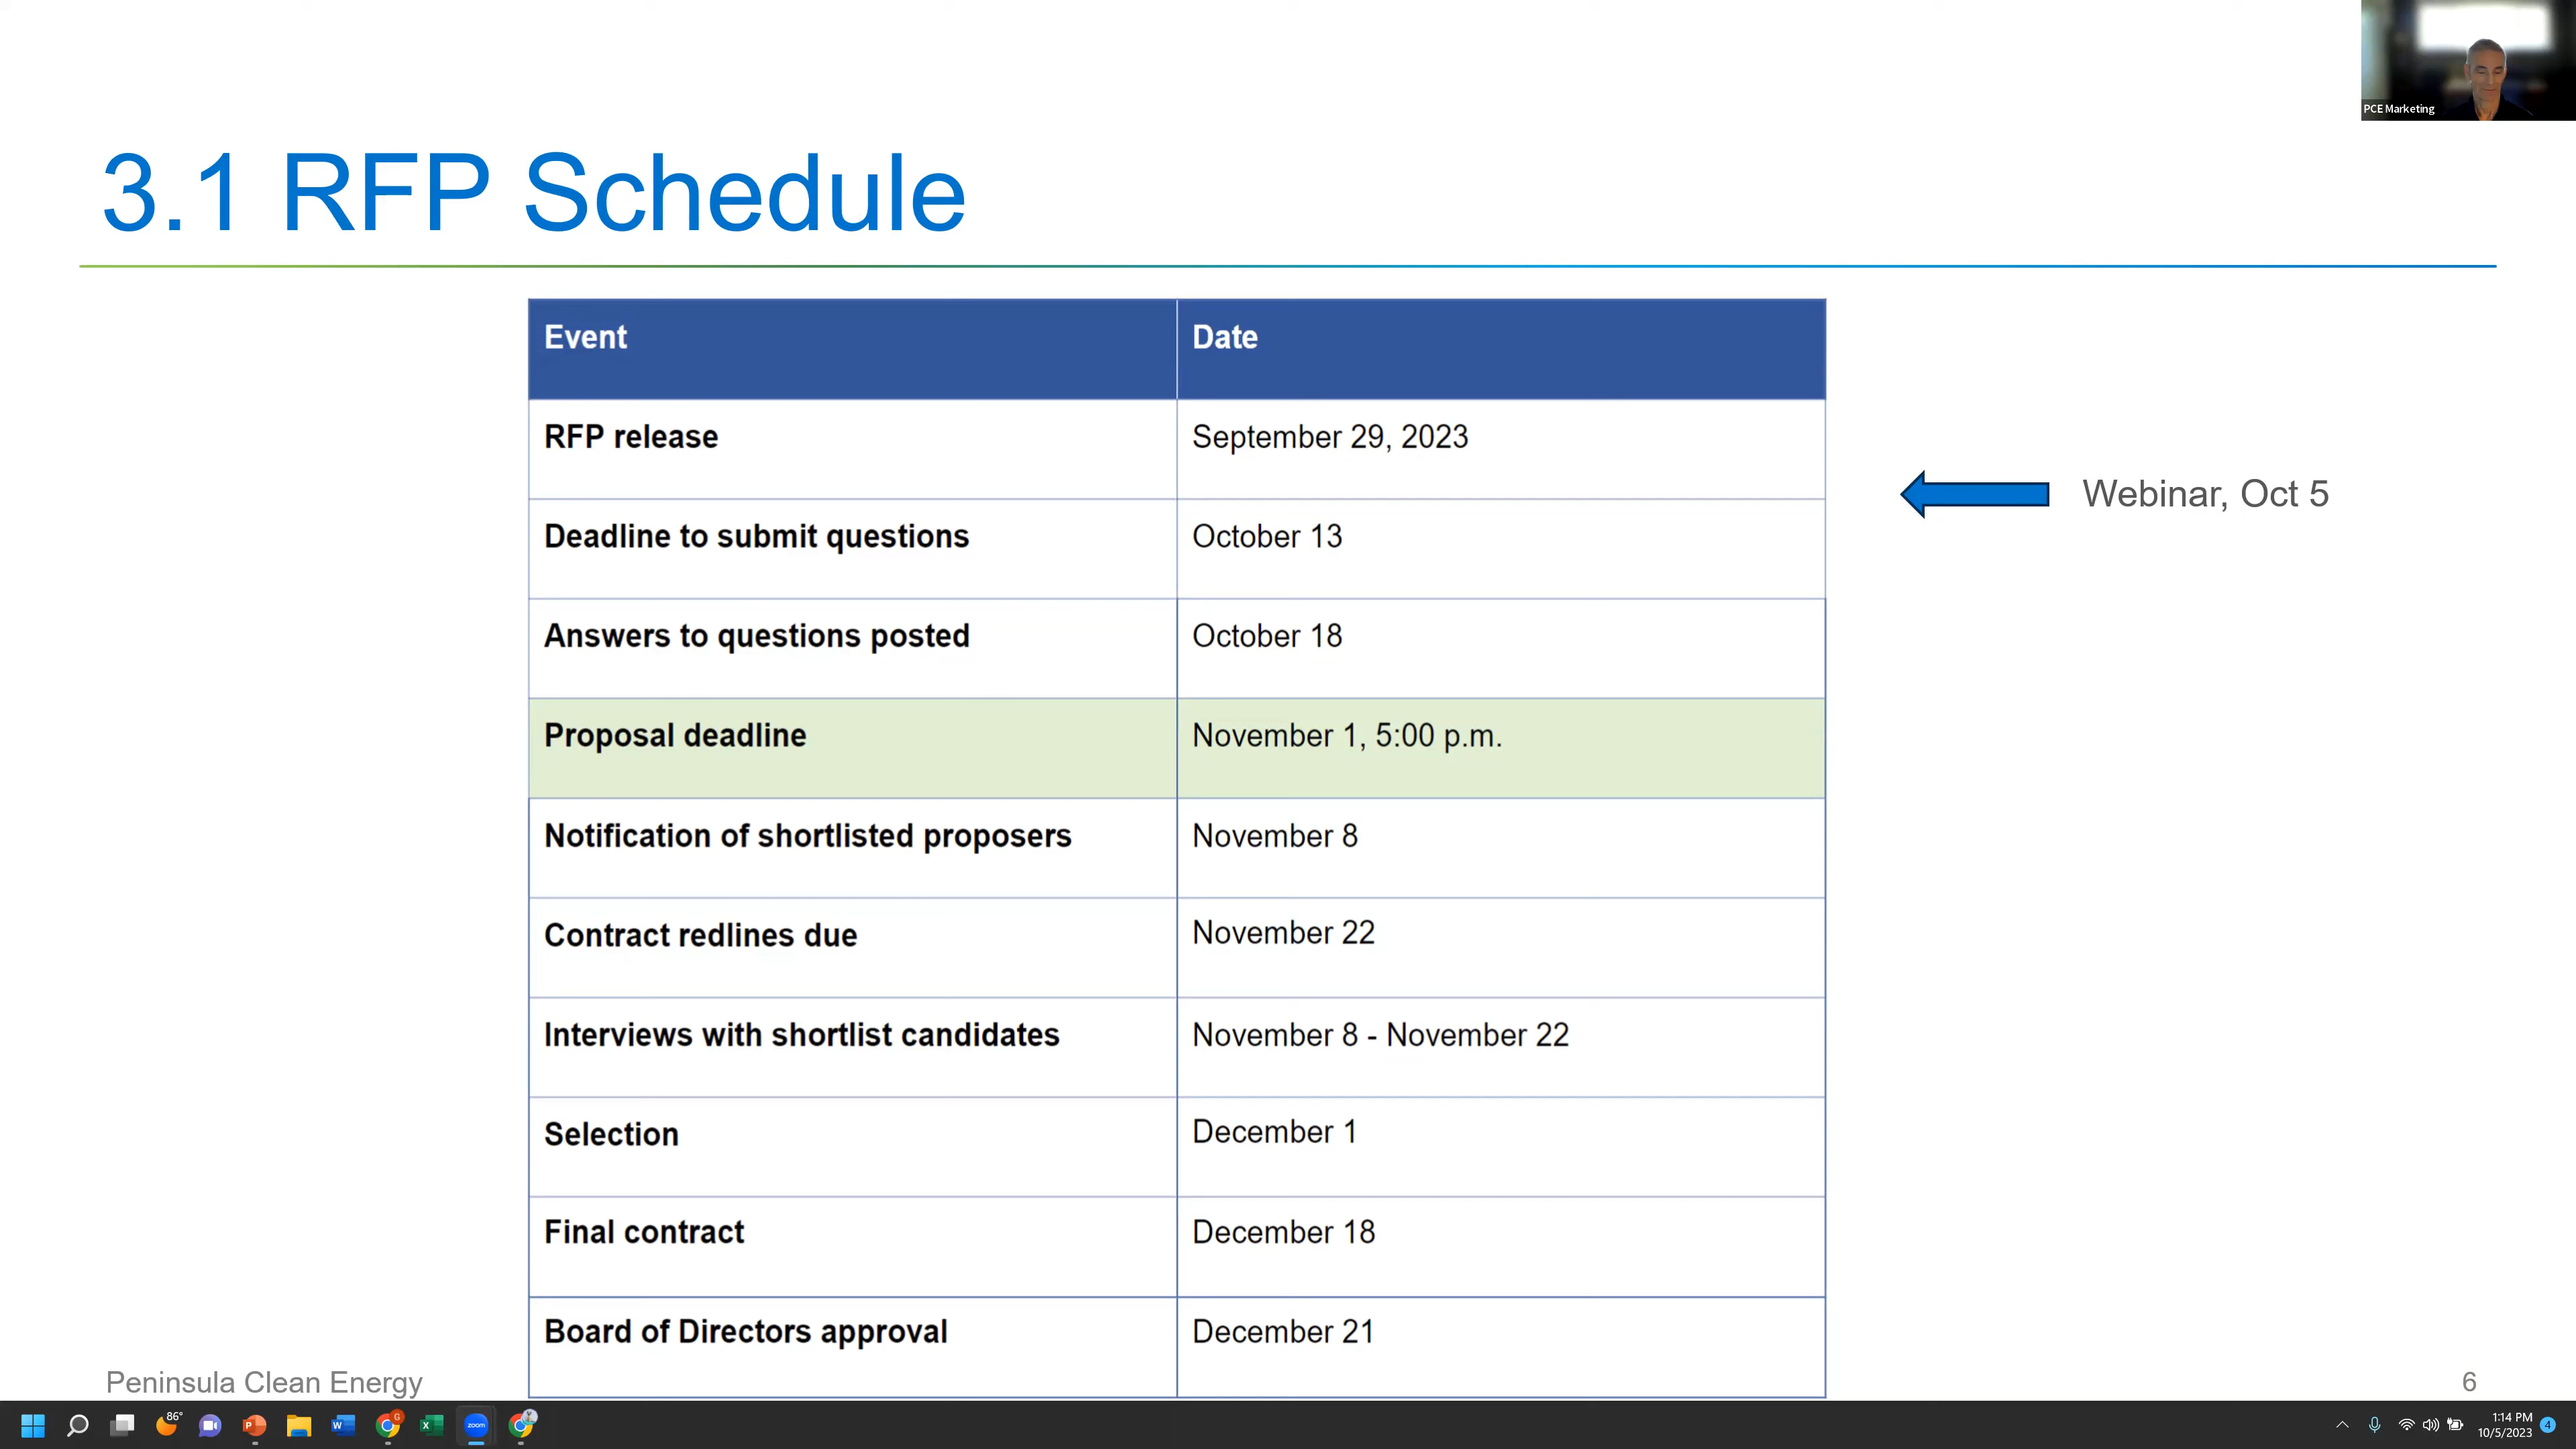 PCE Marketing
3.1 RFP Schedule
Event Date
RFP release September 29, 2023
Webinar, Oct 5
Deadline to submit questions October 13
Answers to questions posted October 18
Proposal deadline November 1, 5:00 p.m.
Notification of shortlisted proposers November 8
Contract redlines due November 22
Interviews with shortlist candidates November 8 - November 22
Selection December 1
Final contract December 18
Board of Directors approval December 21
Peninsula Clean Energy 6
86°
zoom
1:14 PM
10/5/2023
4